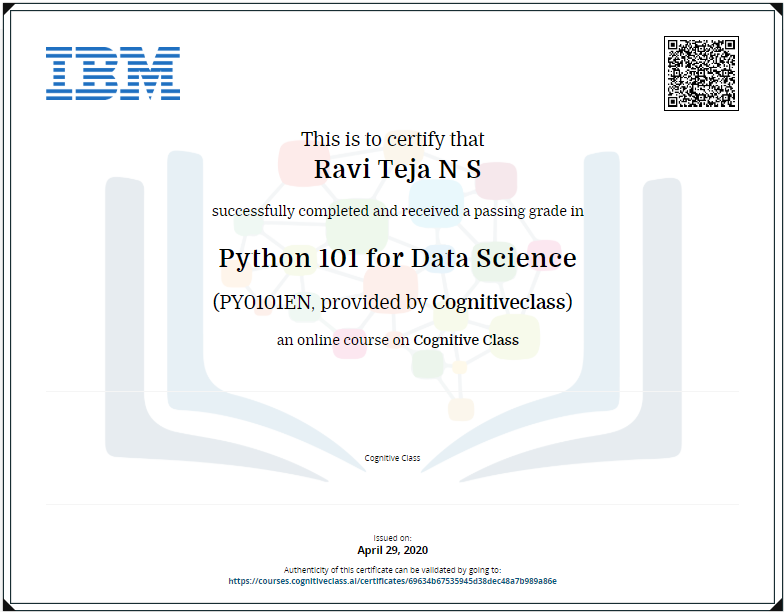 IBM
This is to certify that
Ravi Teja N S
successfully completed and received a passing grade in
Python 101 for Data Science
(PY0101EN, provided by Cognitiveclass)
an online course on Cognitive Class
Cognitive Class
Issued on:
April 29, 2020
Authenticity of this certificate can be validated by going to:
https://courses.cognitiveclass.ai/certificates/69634b67535945d38dec48a7b989a86e